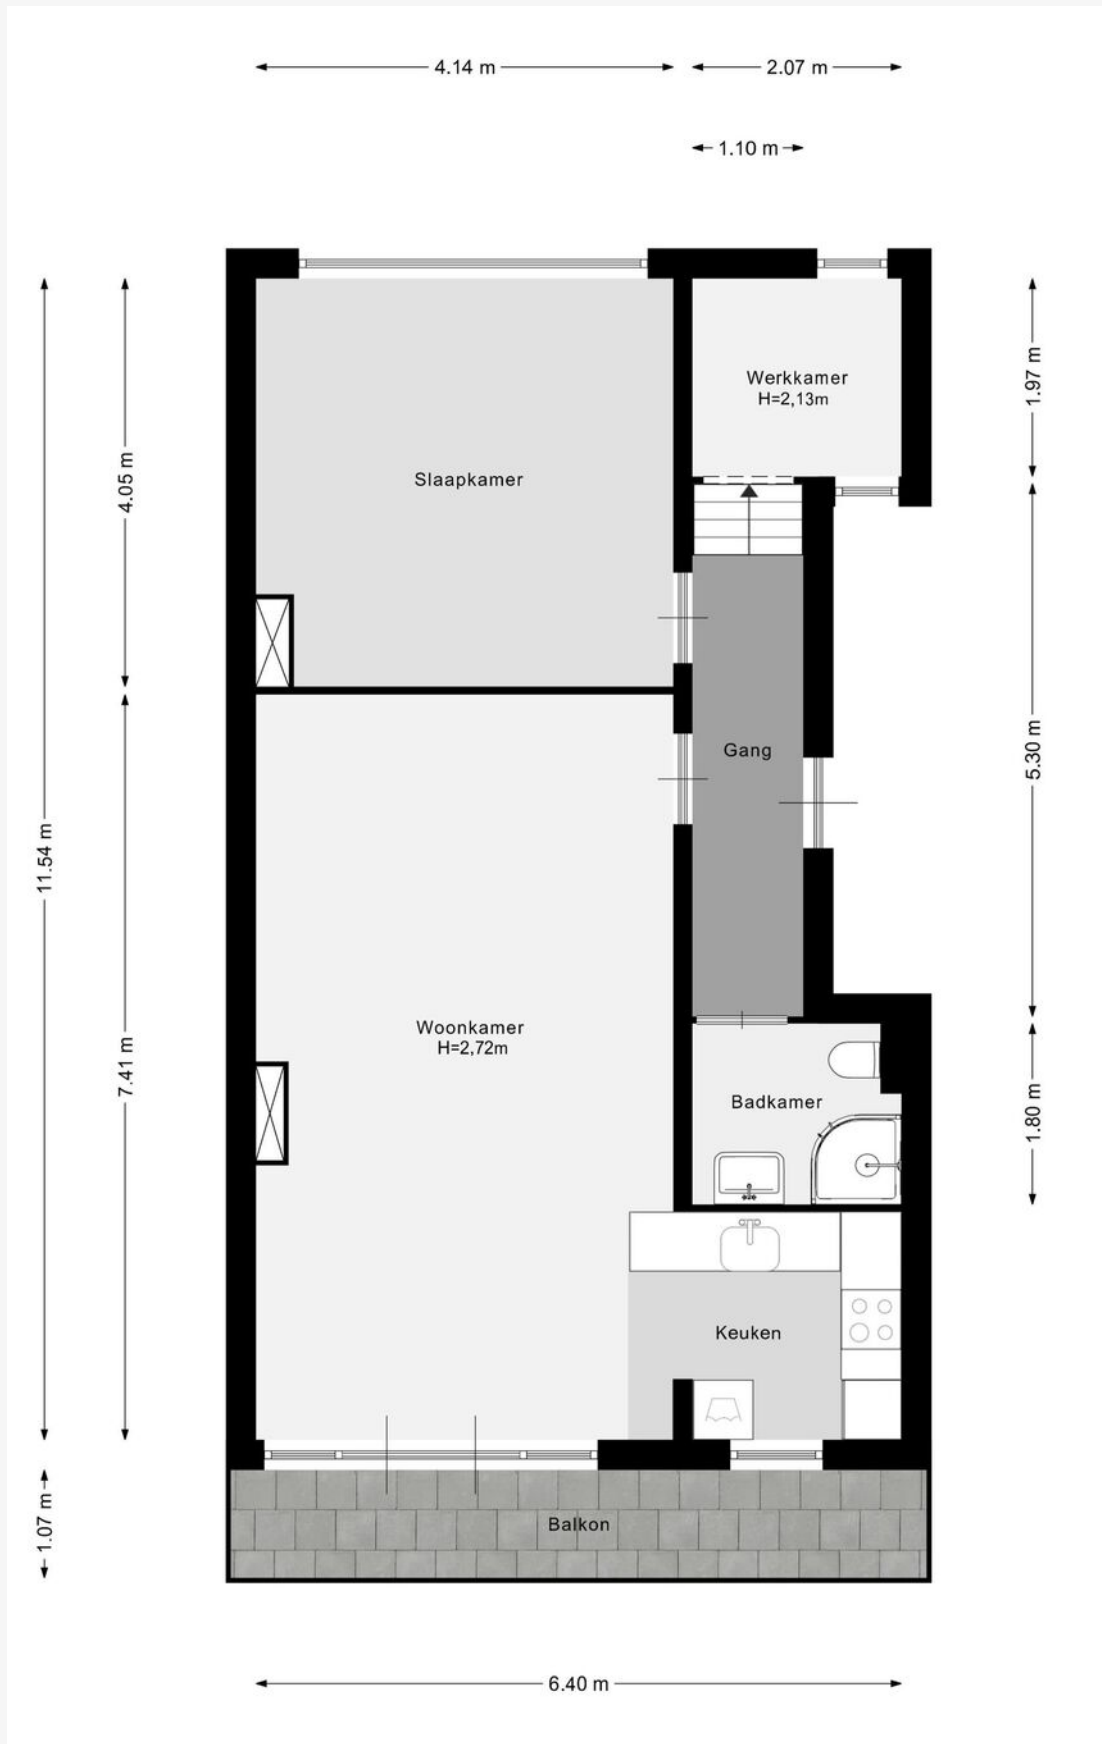 4.14 m
2.07 m
1.10 m
Werkkamer
H=2,13m
1.97 m
4.05 m
Slaapkamer
Gang
5.30 m
11.54 m
Woonkamer
H=2,72m
7.41 m
Badkamer
1.80 m
Keuken
1.07 m
Balkon
6.40 m